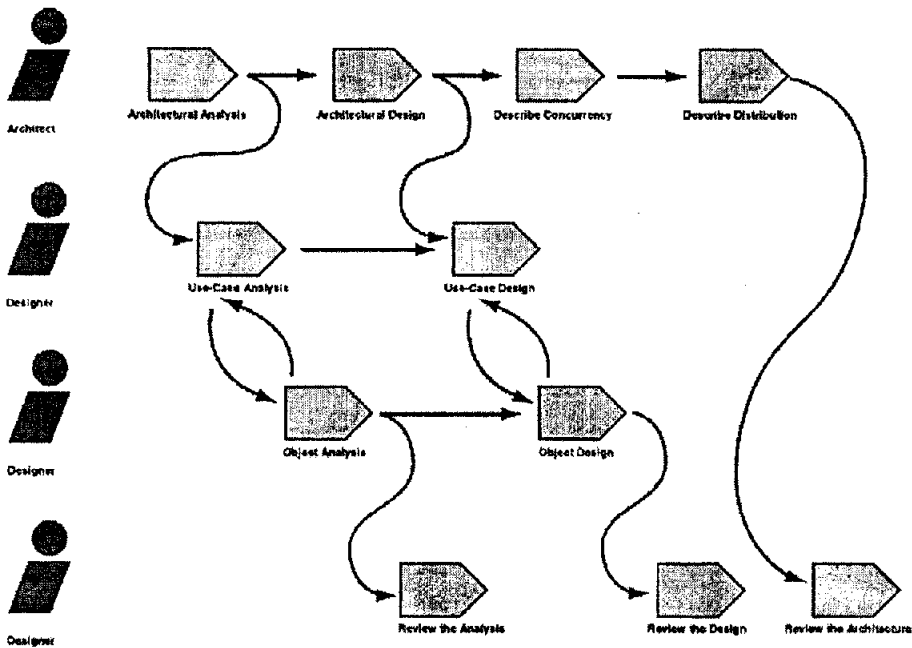 Architectural Analysis
Architectural Design
Describe Concurrency
Describe Distribution
Architect
Use-Case Analysis
Use-Case Design
Designer
Object Analysis
Object Design
Designer
Review the Analysis
Review the Design
Review the Architecture
Designer